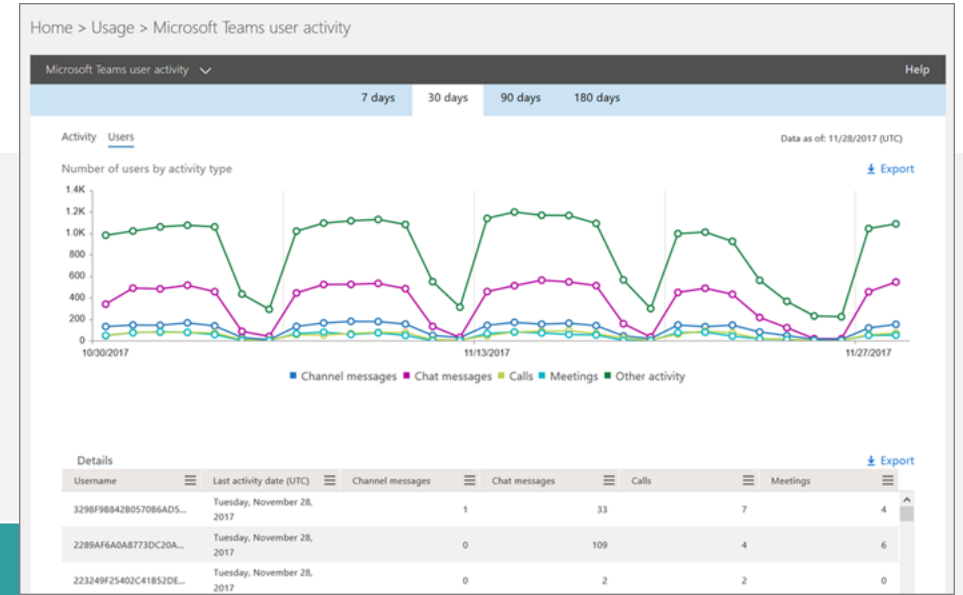 Home > Usage > Microsoft Teams user activity
Microsoft Teams user activity
Help
7 days 30 days 90 days 180 days
Activity Users
Data as of: 11/28/2017 (UTC)
Number of users by activity type
Export
1.4K
1.2K
1.0K
800
600
400
200
0
10/30/2017 11/13/2017 11/27/2017
Channel messages Chat messages Calls Meetings Other activity
Details
Export
Username Last activity date (UTC) Channel messages Chat messages Calls Meetings
3298F9B842B0570B6AD5... Tuesday, November 28, 2017 1 33 7 4
2289AF6A0A8773DC20A... Tuesday, November 28, 2017 0 109 4 6
223249F25402C41B52DE... Tuesday, November 28, 2017 0 2 2 0